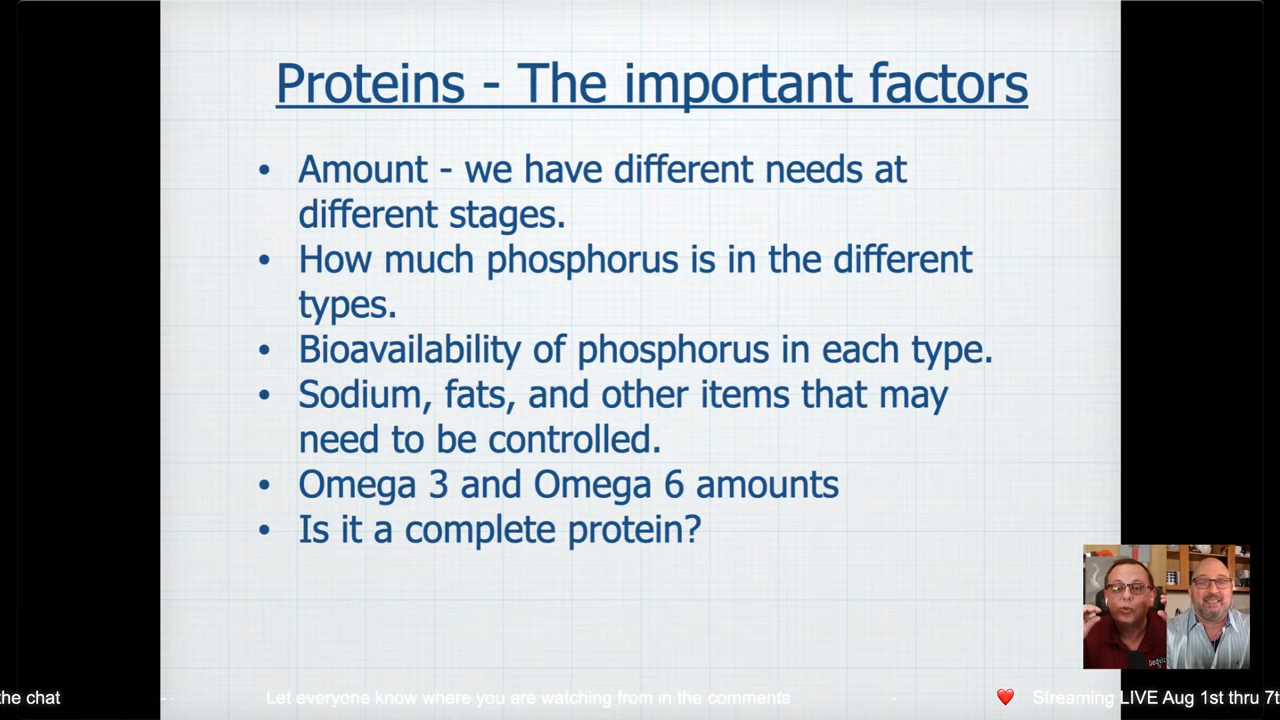 Proteins - The important factors
• Amount - we have different needs at
different stages.
• How much phosphorus is in the different
types.
• Bioavailability of phosphorus in each type.
• Sodium, fats, and other items that may
need to be controlled.
• Omega 3 and Omega 6 amounts
• Is it a complete protein?
the chat
Let everyone know where you are watching from in the comments
❤️ Streaming LIVE Aug 1st thru 7t